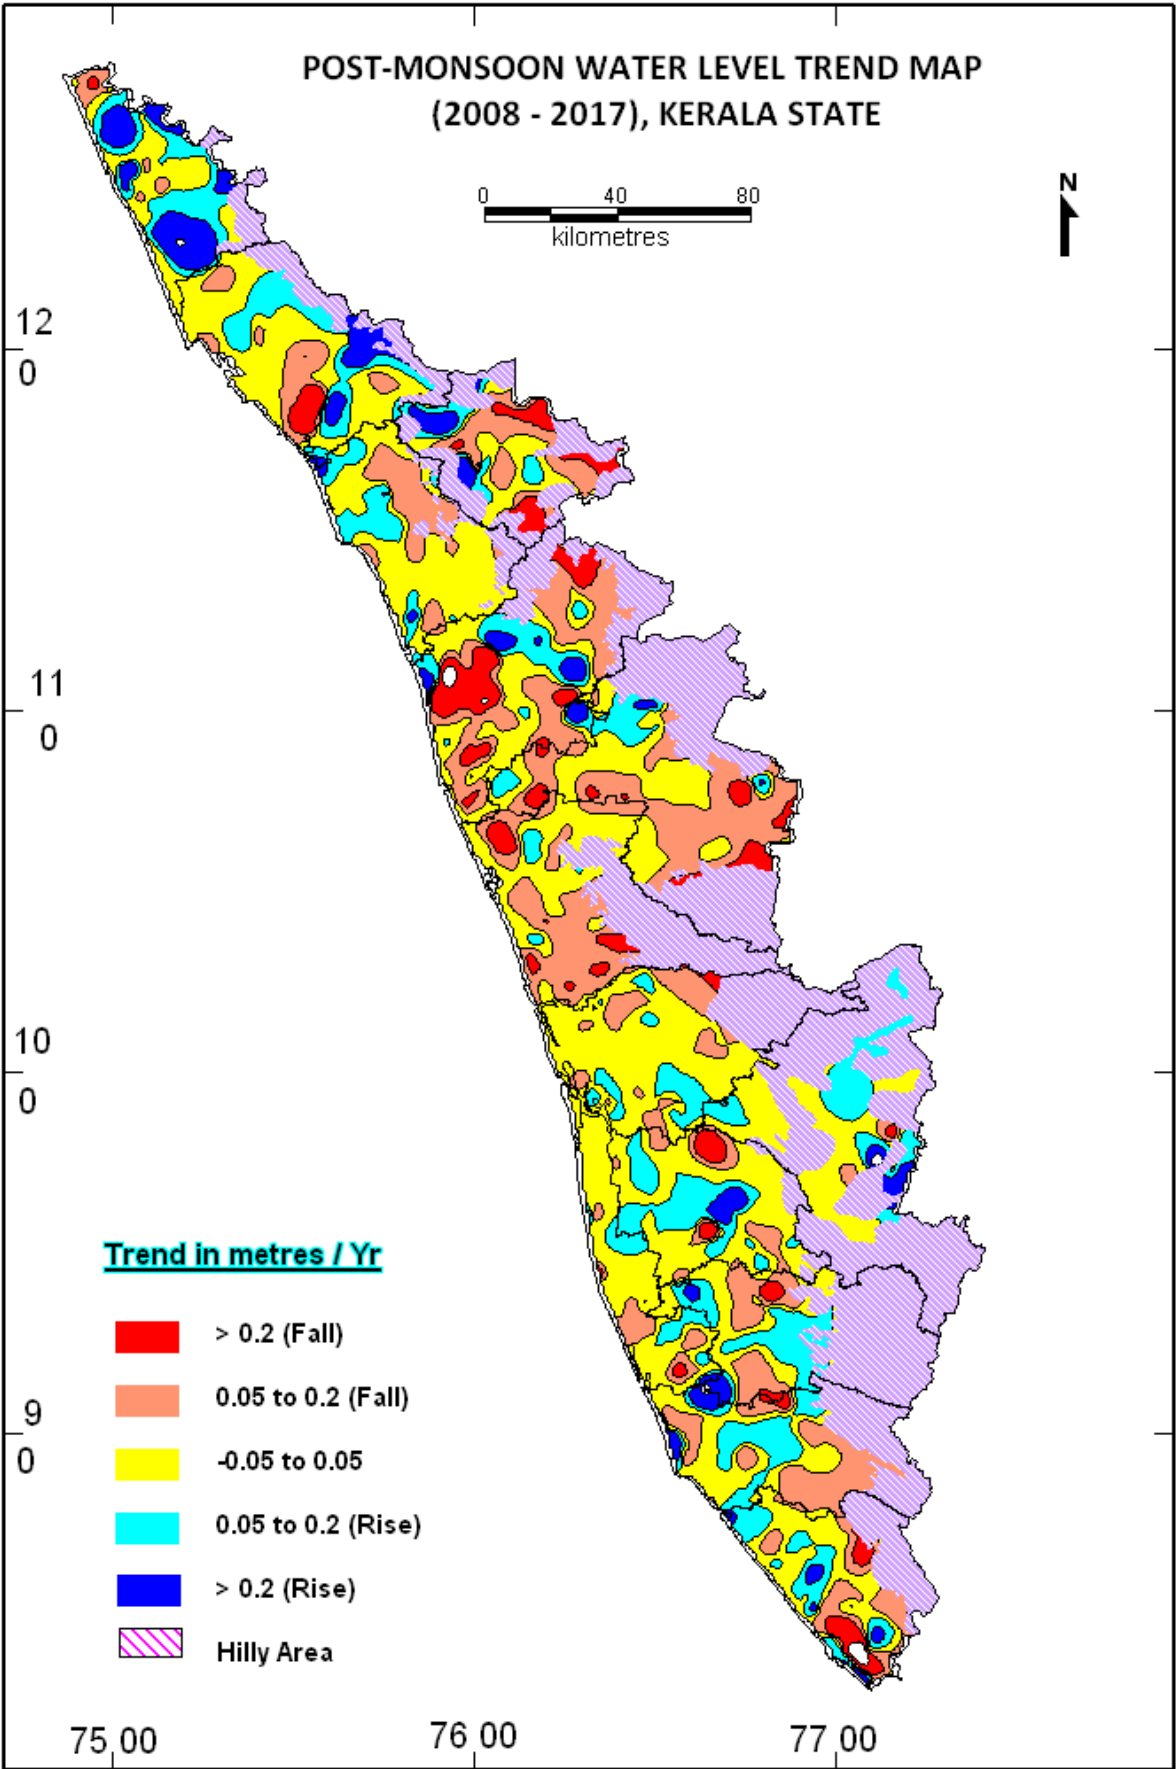 POST-MONSOON WATER LEVEL TREND MAP
(2008 - 2017), KERALA STATE
N
0 40 80
kilometres
12
0
11
0
10
0
9
0
Trend in metres / Yr
> 0.2 (Fall)
0.05 to 0.2 (Fall)
-0.05 to 0.05
0.05 to 0.2 (Rise)
> 0.2 (Rise)
Hilly Area
75 00 76 00 77 00